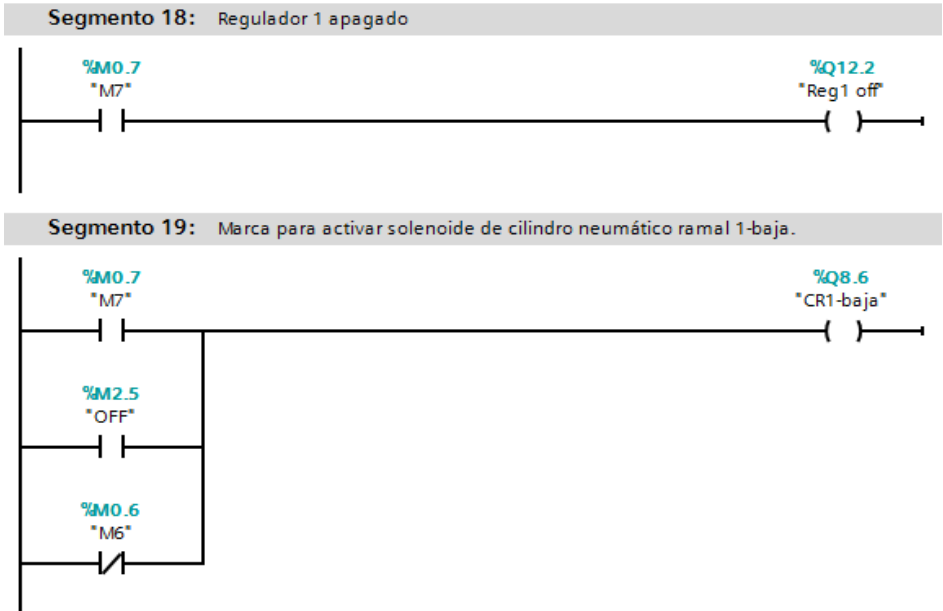 Segmento 18: Regulador 1 apagado
%M0.7 %Q12.2
"M7" "Reg1 off"
Segmento 19: Marca para activar solenoide de cilindro neumático ramal 1-baja.
%M0.7 %Q8.6
"M7" "CR1-baja"
%M2.5
"OFF"
%M0.6
"M6"